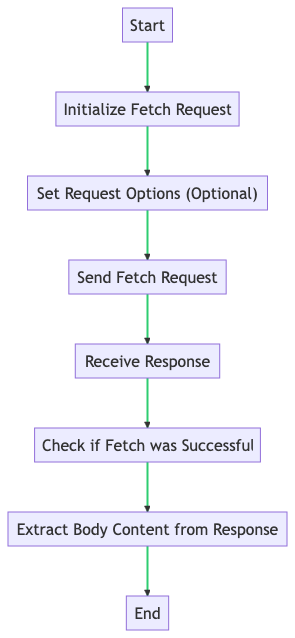 Start
Initialize Fetch Request
Set Request Options (Optional)
Send Fetch Request
Receive Response
Check if Fetch was Successful
Extract Body Content from Response
End